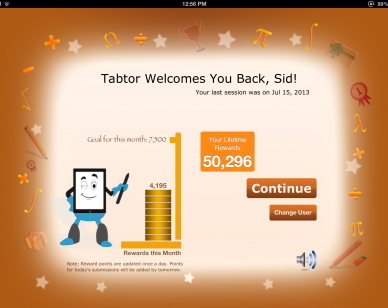 12:56 PM
89%
Tabtor Welcomes You Back, Sid!
Your last session was on Jul 15, 2013
Goal for this month: 7,500
Your Lifetime
Rewards
50,296
4,195
Continue
Change User
Rewards this Month
Note: Reward points are updated once a day. Points
for today's submissions will be added by tomorrow.